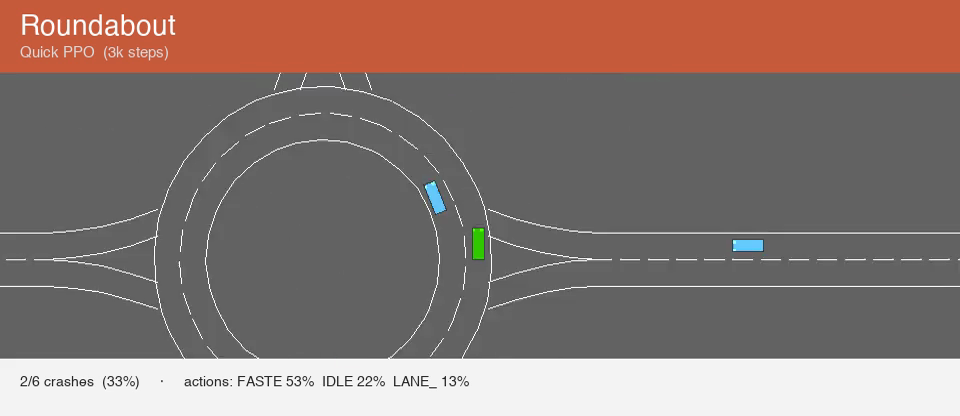 Roundabout
Quick PPO  (3k steps)
2/6 crashes  (33%)     ·     actions: FASTE 53%  IDLE 22%  LANE_ 13%